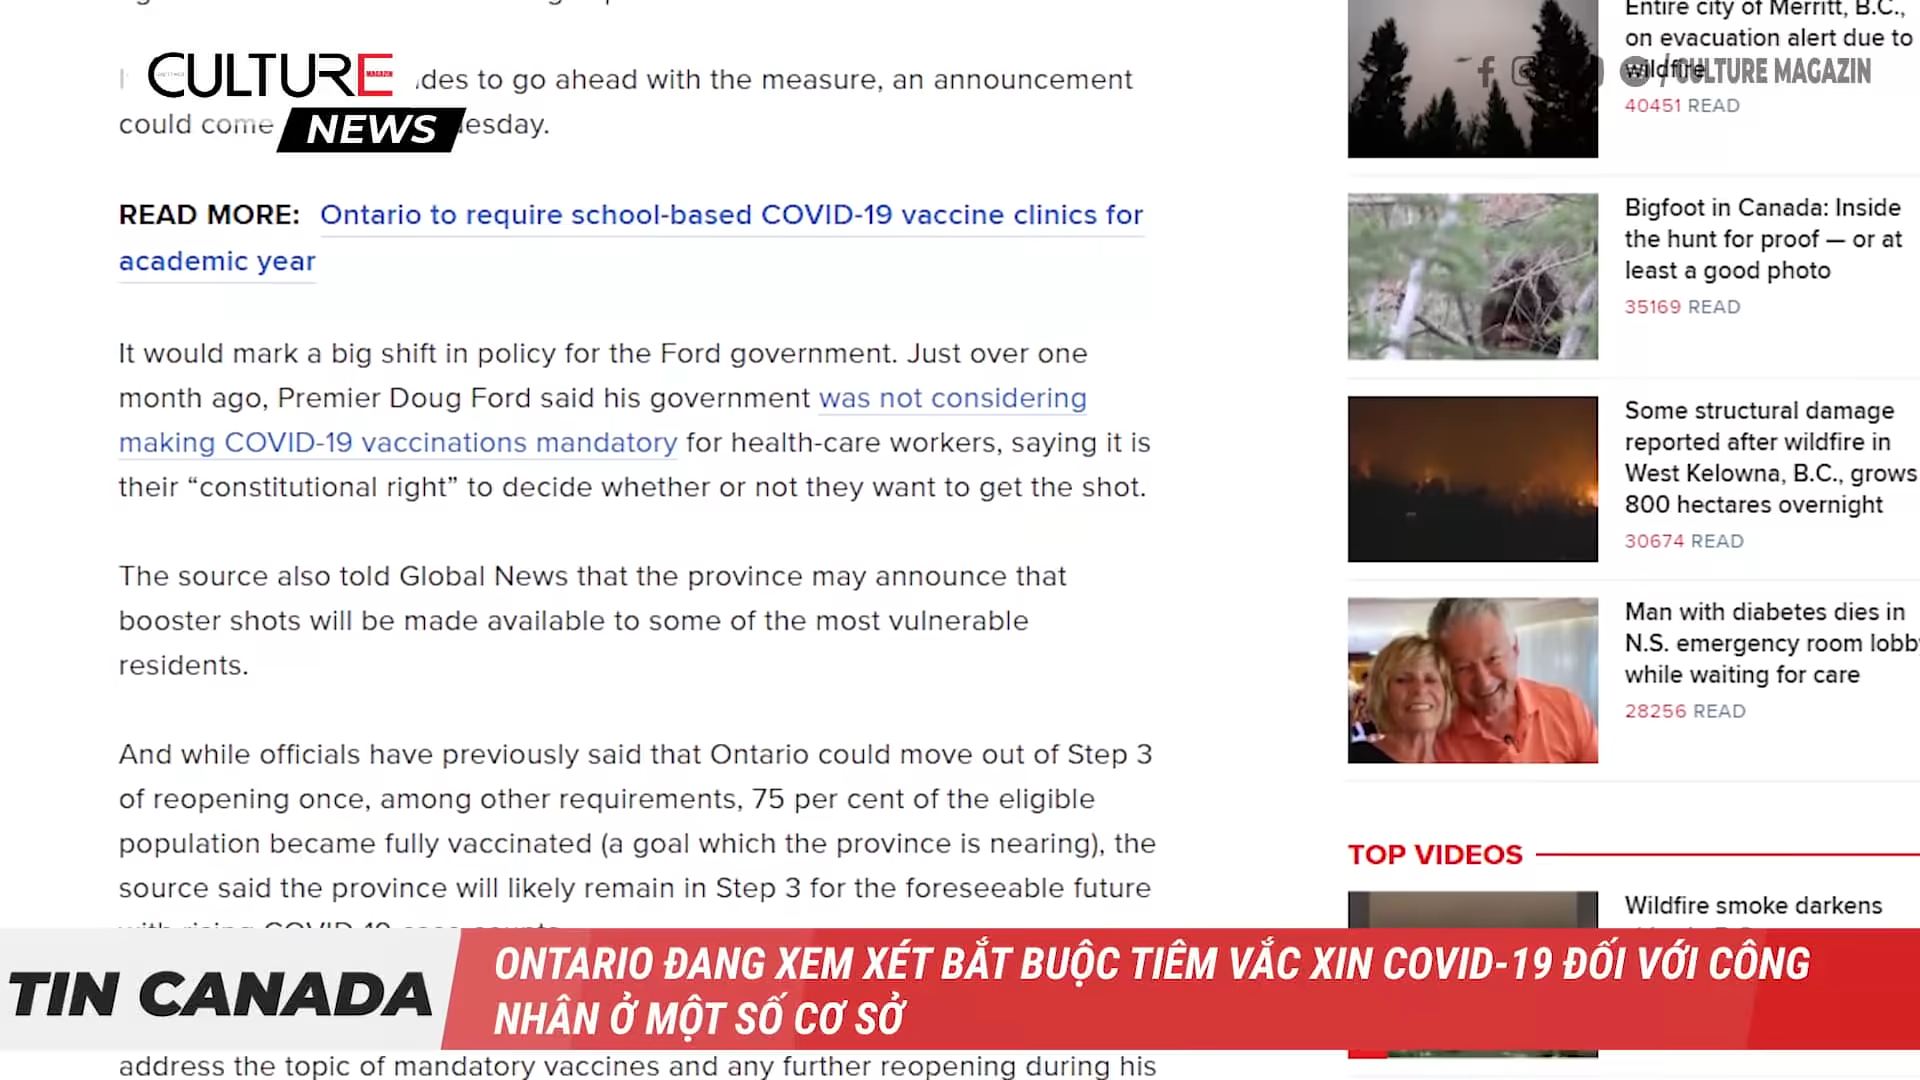 CULTURE
MAGAZIN
NEWS
des to go ahead with the measure, an announcement
could come esday.
READ MORE: Ontario to require school-based COVID-19 vaccine clinics for
academic year
It would mark a big shift in policy for the Ford government. Just over one
month ago, Premier Doug Ford said his government was not considering
making COVID-19 vaccinations mandatory for health-care workers, saying it is
their “constitutional right” to decide whether or not they want to get the shot.
The source also told Global News that the province may announce that
booster shots will be made available to some of the most vulnerable
residents.
And while officials have previously said that Ontario could move out of Step 3
of reopening once, among other requirements, 75 per cent of the eligible
population became fully vaccinated (a goal which the province is nearing), the
source said the province will likely remain in Step 3 for the foreseeable future
with rising COVID-19 case counts.
address the topic of mandatory vaccines and any further reopening during his
Entire city of Merritt, B.C.,
on evacuation alert due to
wildfire
/CULTURE MAGAZIN
40451 READ
Bigfoot in Canada: Inside
the hunt for proof — or at
least a good photo
35169 READ
Some structural damage
reported after wildfire in
West Kelowna, B.C., grows
800 hectares overnight
30674 READ
Man with diabetes dies in
N.S. emergency room lobby
while waiting for care
28256 READ
TOP VIDEOS
Wildfire smoke darkens
TIN CANADA
ONTARIO ĐANG XEM XÉT BẮT BUỘC TIÊM VẮC XIN COVID-19 ĐỐI VỚI CÔNG
NHÂN Ở MỘT SỐ CƠ SỞ